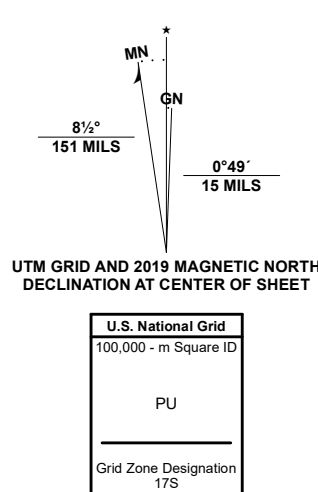 ★
MN
GN
8½°
151 MILS
0°49´
15 MILS
UTM GRID AND 2019 MAGNETIC NORTH
DECLINATION AT CENTER OF SHEET
U.S. National Grid
100,000 - m Square ID
PU
Grid Zone Designation
17S